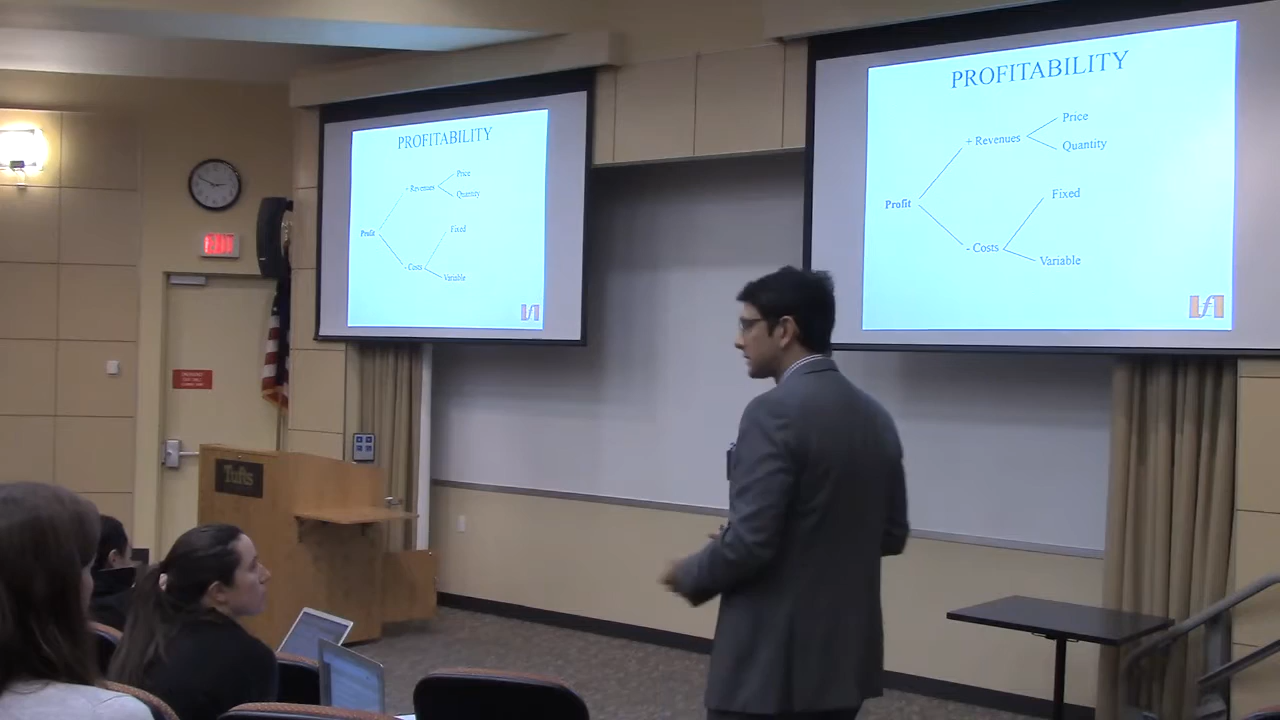 PROFITABILITY
Price
- Revenues
Quantity
Profit
Fixed
- Costs
Variable
PROFITABILITY
Price
+ Revenues
Quantity
Profit
Fixed
- Costs
Variable
Tufts